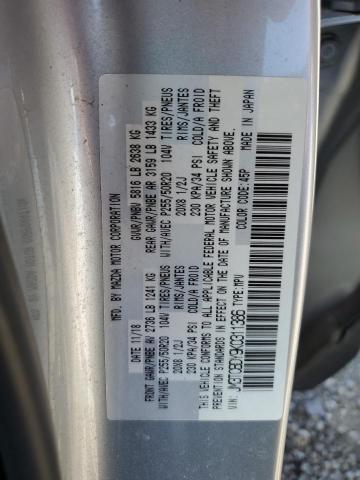 MFD. BY MAZDA MOTOR CORPORATION
DATE: 11/18 GVWR/PNBV 5816 LB 2638 KG
FRONT GAWR/PNBE AV 2736 LB 1241 KG REAR GAWR/PNBE AR 3159 LB 1433 KG
WITH/AVEC P255/50R20 104V TIRES/PNEUS WITH/AVEC P255/50R20 104V TIRES/PNEUS
20X8 1/2J RIMS/JANTES 20X8 1/2J RIMS/JANTES
230 KPA/34 PSI COLD/A FROID 230 KPA/34 PSI COLD/A FROID
THIS VEHICLE CONFORMS TO ALL APPLICABLE FEDERAL MOTOR VEHICLE SAFETY AND THEFT
PREVENTION STANDARDS IN EFFECT ON THE DATE OF MANUFACTURE SHOWN ABOVE.
JM3TCBDY9K0311386 TYPE:MPV CODE: 45P MADE IN JAPAN